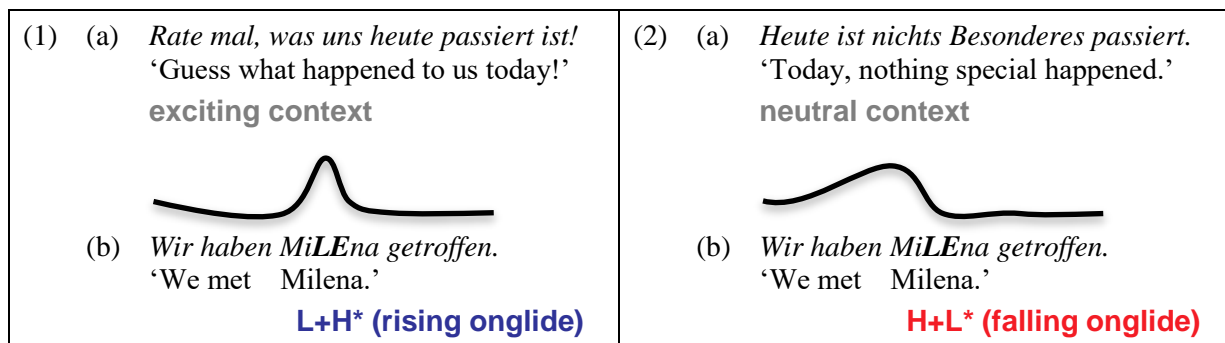 (1) (a) Rate mal, was uns heute passiert ist!
‘Guess what happened to us today!’
exciting context
(b) Wir haben MiLEna getroffen.
‘We met Milena.’
L+H* (rising onglide)
(2) (a) Heute ist nichts Besonderes passiert.
‘Today, nothing special happened.’
neutral context
(b) Wir haben MiLEna getroffen.
‘We met Milena.’
H+L* (falling onglide)